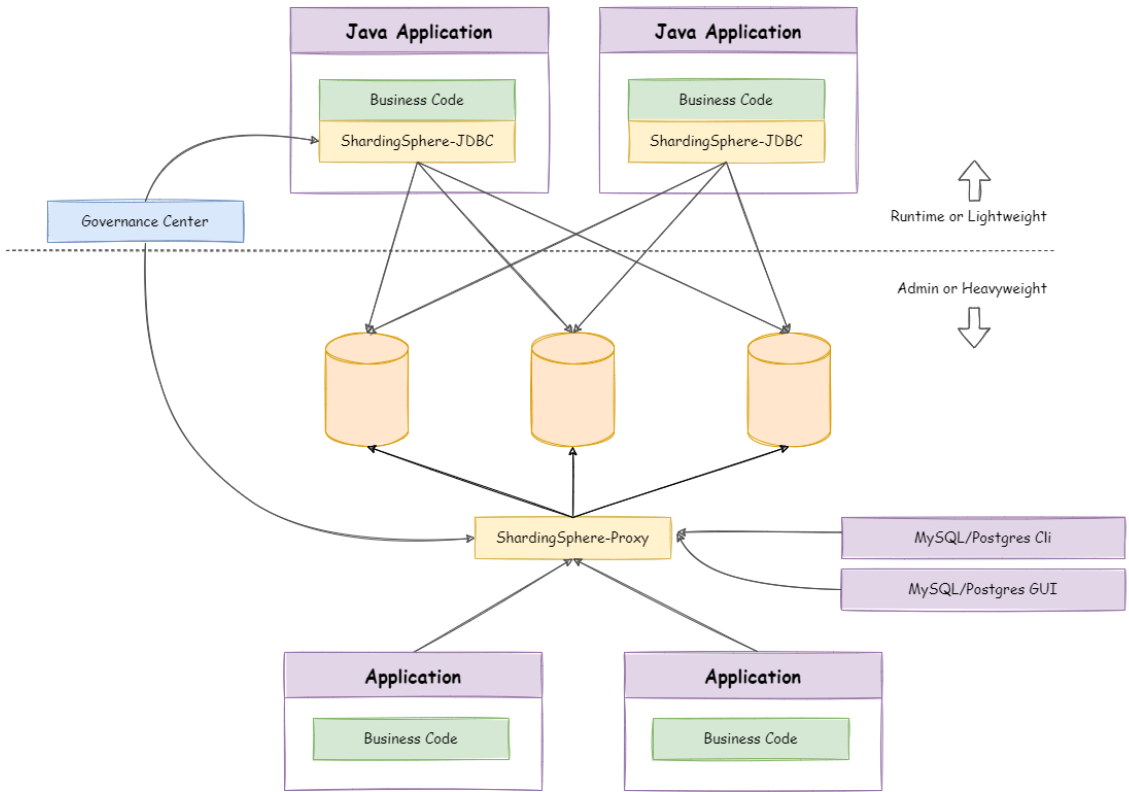 Java Application
Java Application
Business Code
Business Code
ShardingSphere-JDBC
ShardingSphere-JDBC
Governance Center
Runtime or Lightweight
Admin or Heavyweight
ShardingSphere-Proxy
MySQL/Postgres Cli
MySQL/Postgres GUI
Application
Application
Business Code
Business Code